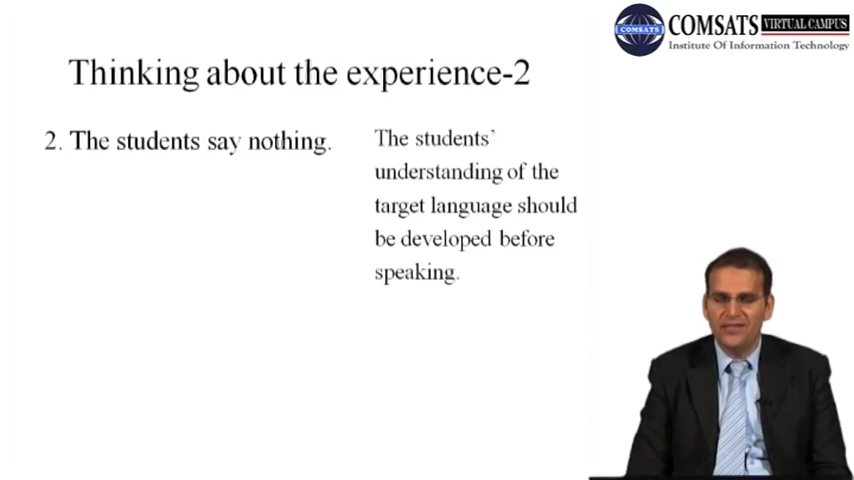 COMSATS VIRTUAL CAMPUS
COMSATS
Institute Of Information Technology
Thinking about the experience-2
2. The students say nothing.
The students’
understanding of the
target language should
be developed before
speaking.